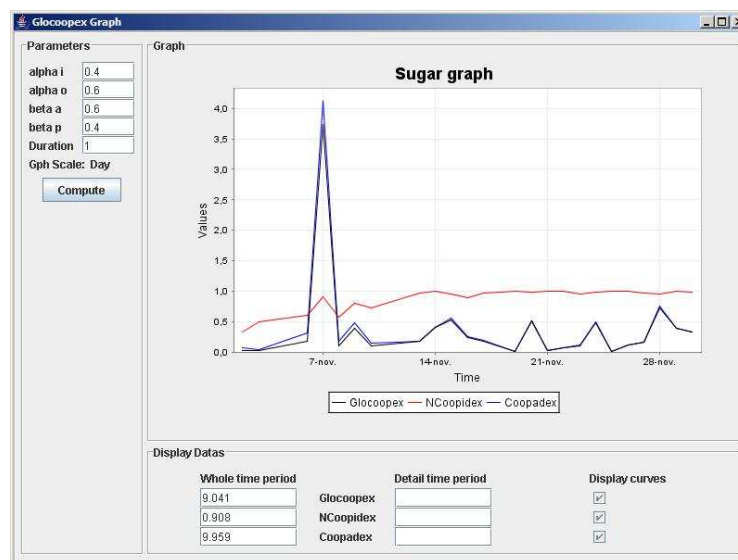 Glocoopex Graph
Parameters
alpha i 0.4
alpha o 0.6
beta a 0.6
beta p 0.4
Duration 1
Gph Scale: Day
Compute
Graph
Sugar graph
4,0
3,5
3,0
2,5
2,0
1,5
1,0
0,5
0,0
Values
7-nov. 14-nov. 21-nov. 28-nov.
Time
Glocoopex NCoopidex Coopadex
Display Datas
Whole time period Detail time period Display curves
9.041 Glocoopex
0.908 NCoopidex
9.959 Coopadex